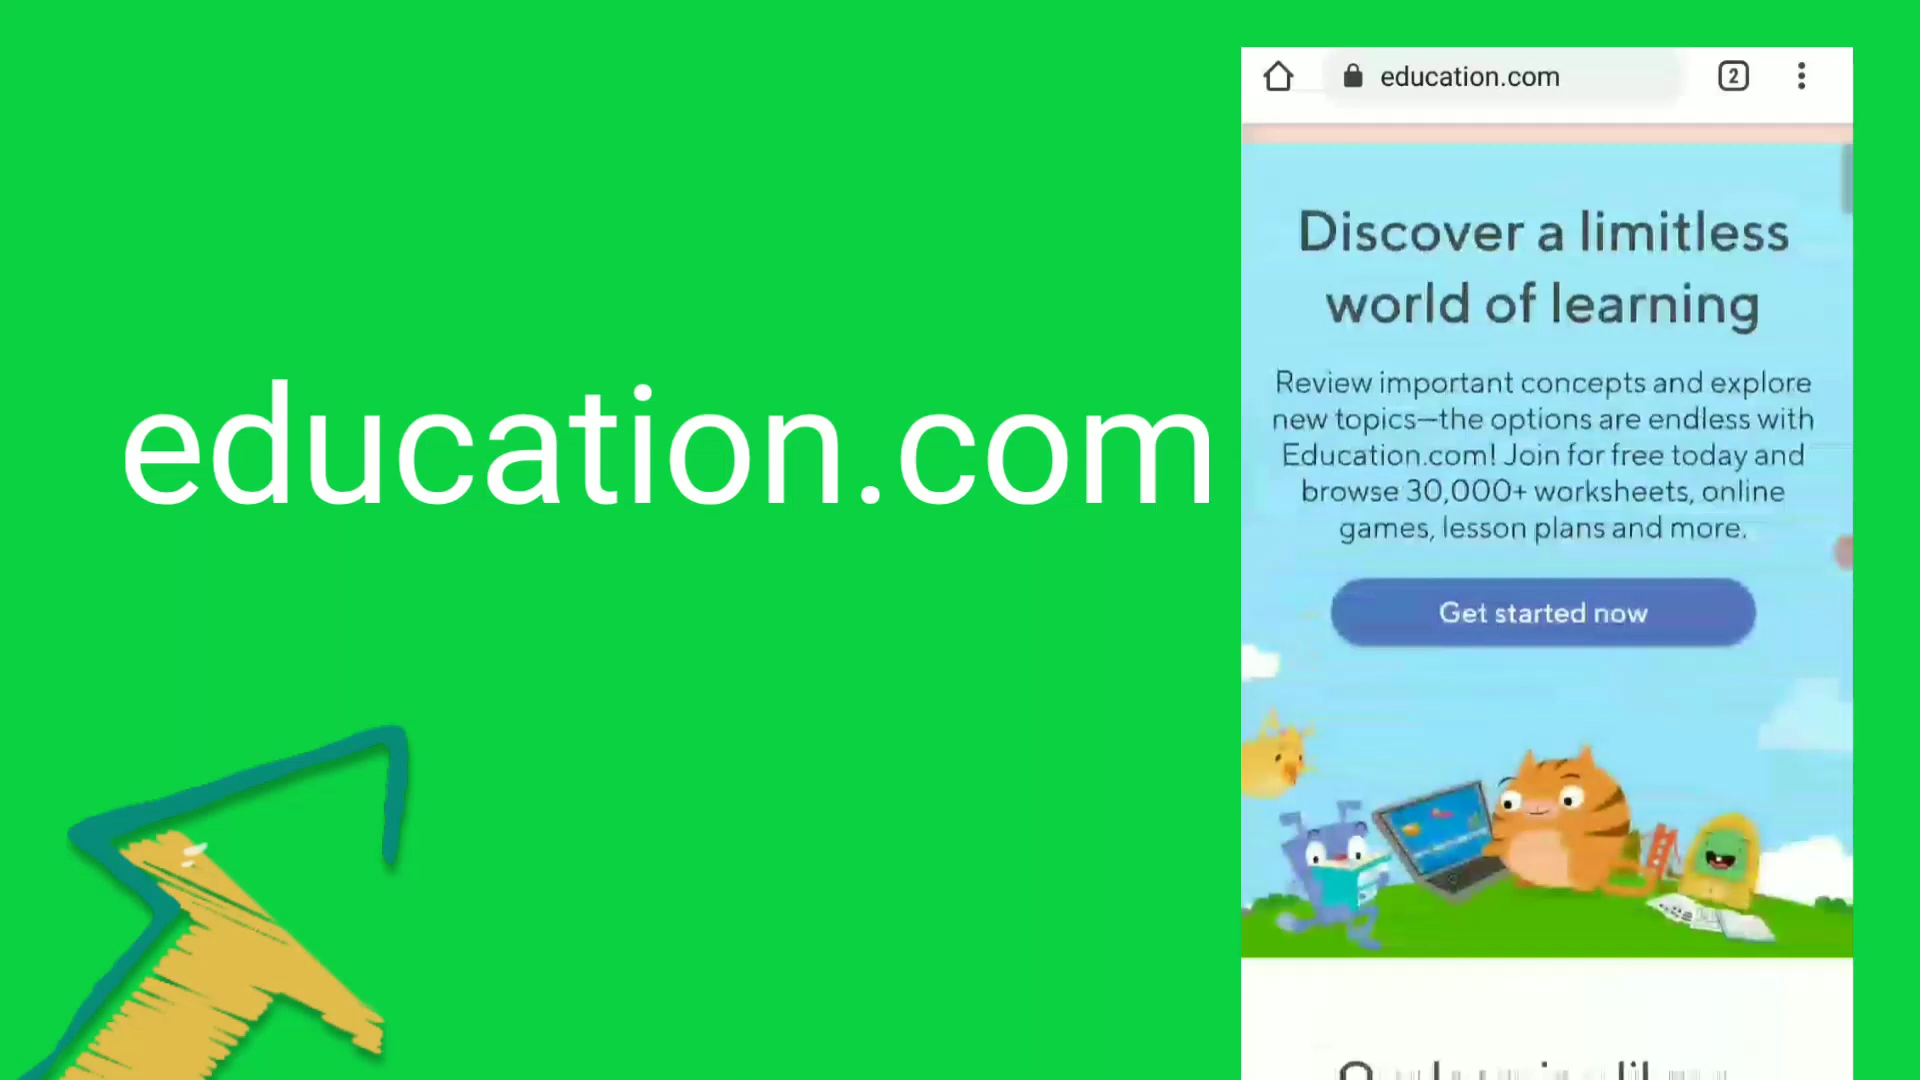 education.com
education.com
2
Discover a limitless
world of learning
Review important concepts and explore
new topics—the options are endless with
Education.com! Join for free today and
browse 30,000+ worksheets, online
games, lesson plans and more.
Get started now